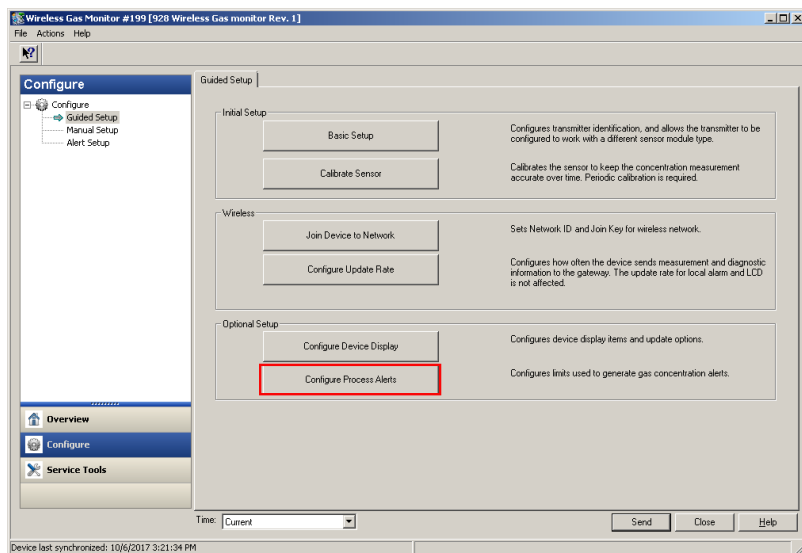 Wireless Gas Monitor #199 [928 Wireless Gas monitor Rev. 1]
File Actions Help
Configure
Configure
Guided Setup
Manual Setup
Alert Setup
Overview
Configure
Service Tools
Guided Setup
Initial Setup
Basic Setup
Configures transmitter identification, and allows the transmitter to be
configured to work with a different sensor module type.
Calibrate Sensor
Calibrates the sensor to keep the concentration measurement
accurate over time. Periodic calibration is required.
Wireless
Join Device to Network
Sets Network ID and Join Key for wireless network.
Configure Update Rate
Configures how often the device sends measurement and diagnostic
information to the gateway. The update rate for local alarm and LCD
is not affected.
Optional Setup
Configure Device Display
Configures device display items and update options.
Configure Process Alerts
Configures limits used to generate gas concentration alerts.
Time: Current
Send Close Help
Device last synchronized: 10/6/2017 3:21:34 PM